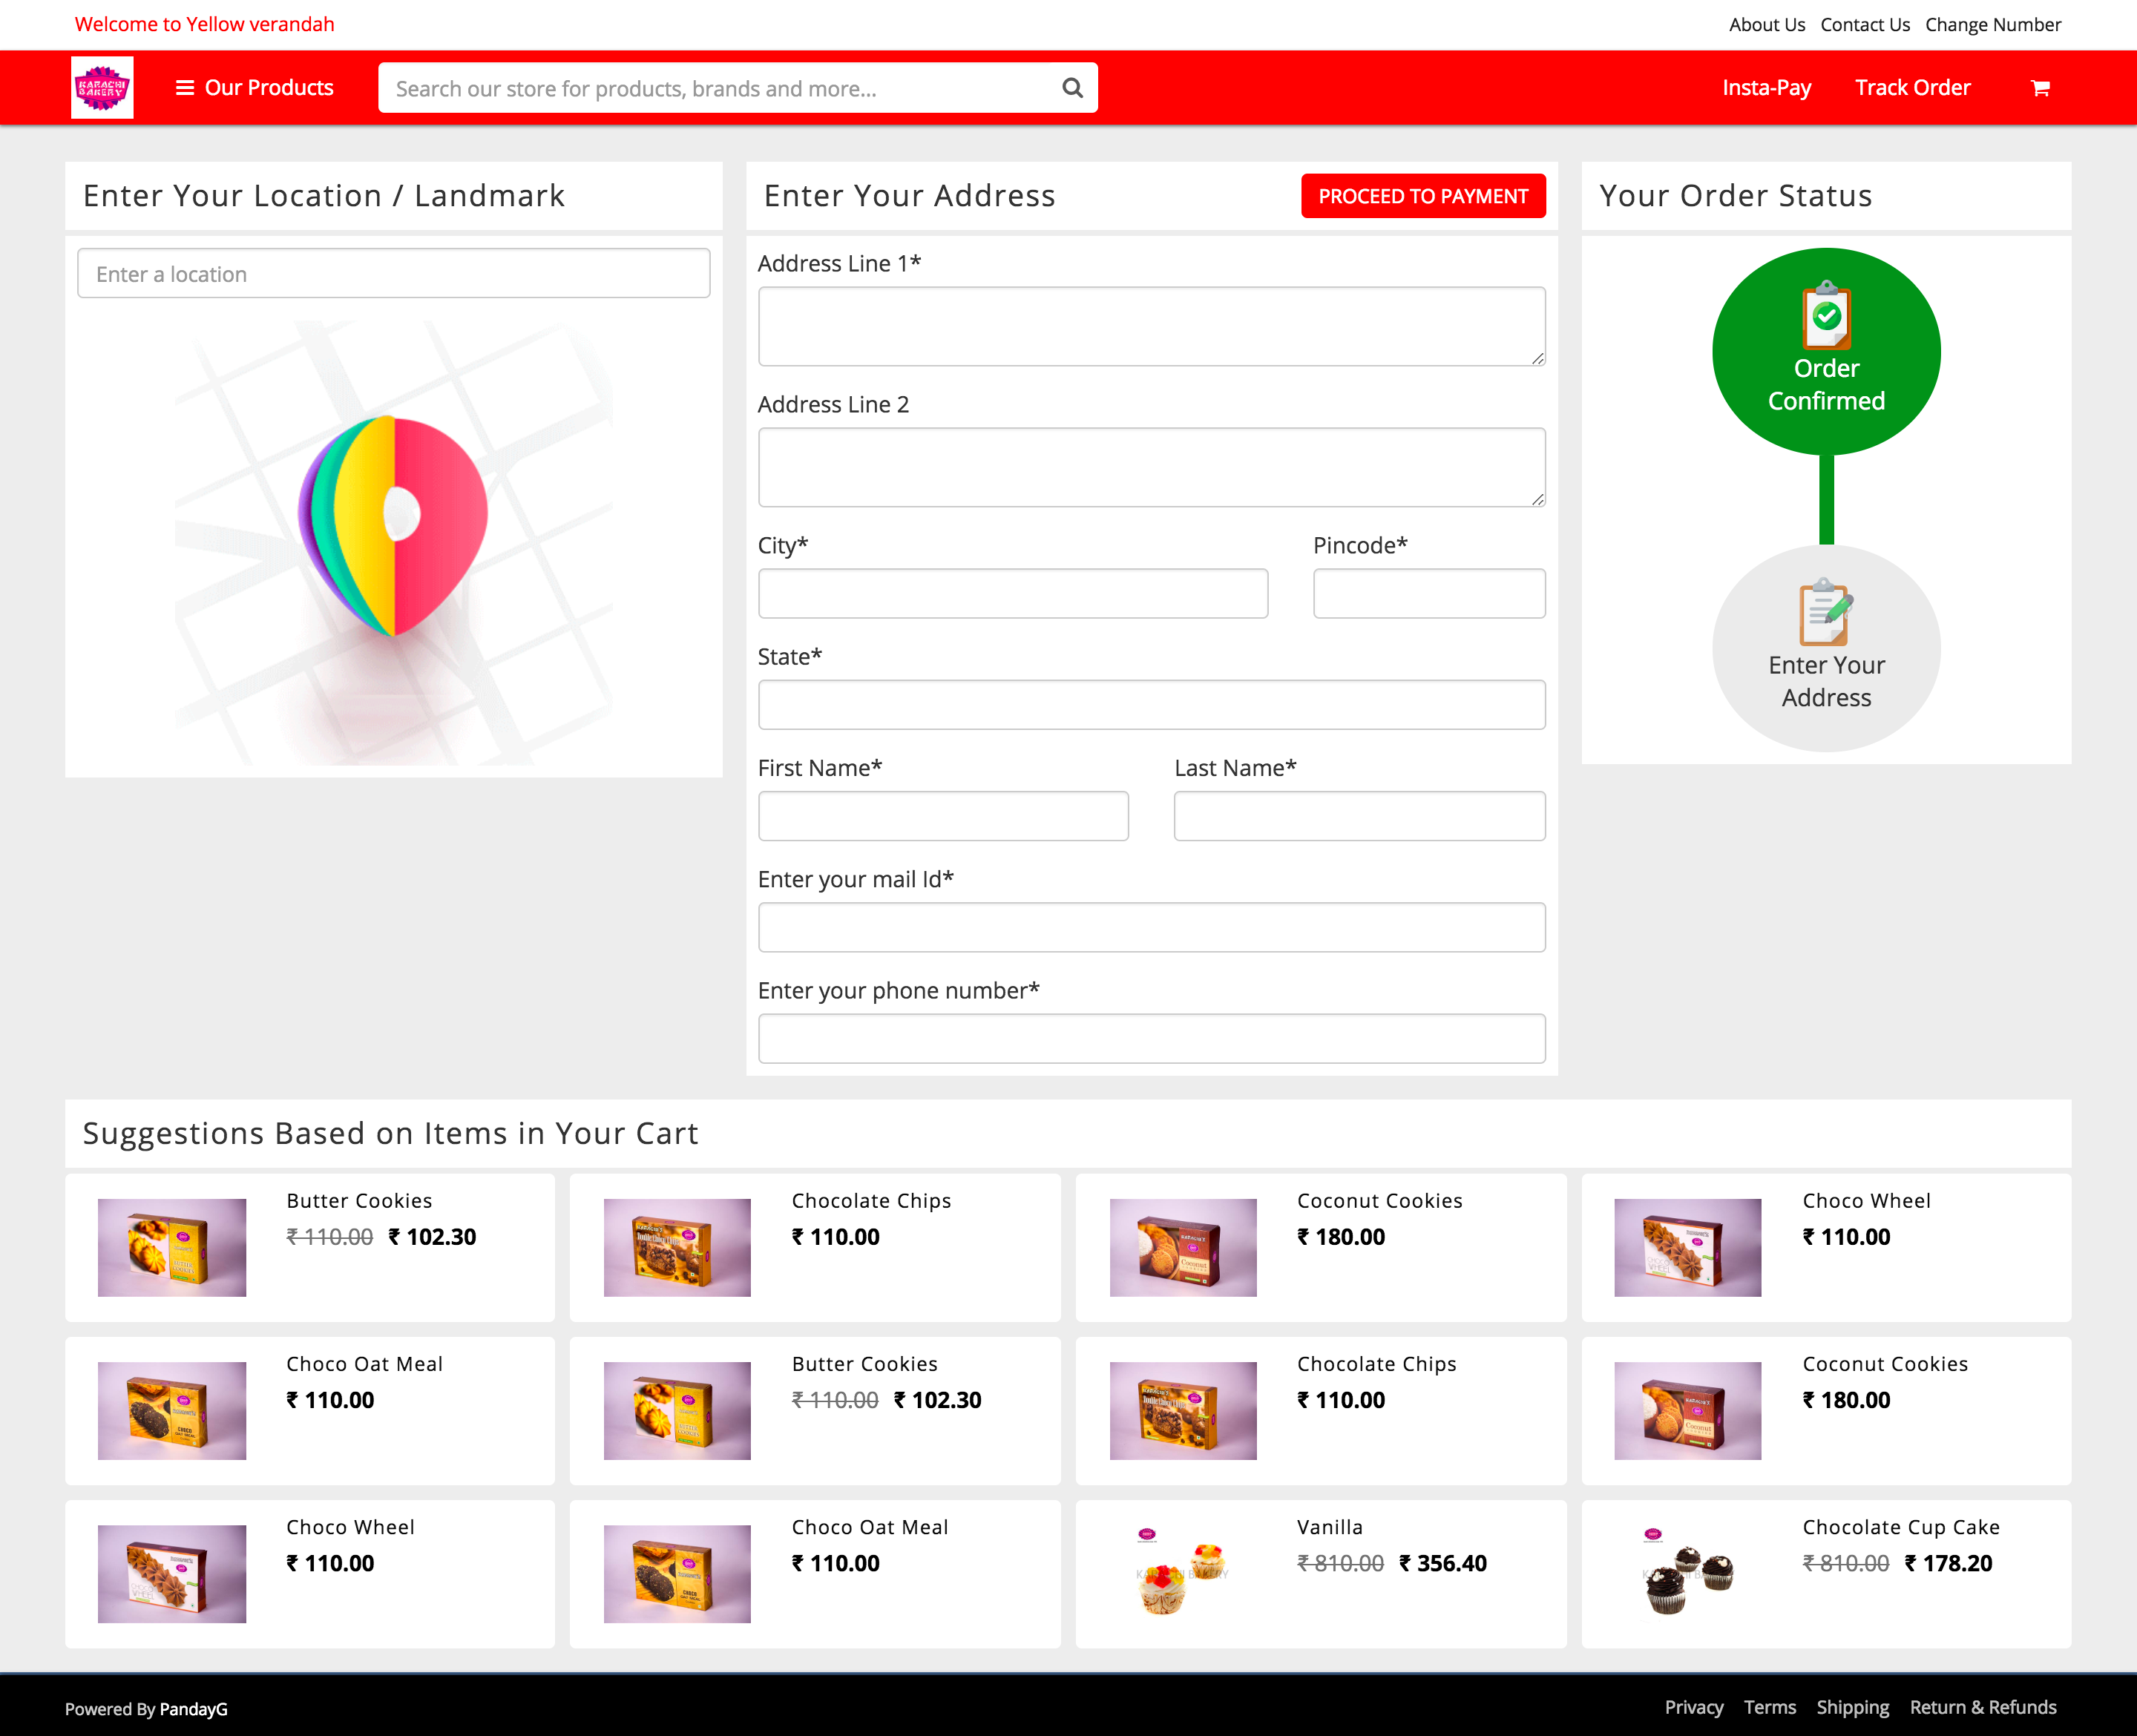 Welcome to Yellow verandah
About Us Contact Us Change Number
KARACHI
BAKERY
Our Products
Search our store for products, brands and more...
Insta-Pay
Track Order
Enter Your Location / Landmark
Enter a location
Enter Your Address
PROCEED TO PAYMENT
Address Line 1*
Address Line 2
City*
Pincode*
State*
First Name*
Last Name*
Enter your mail Id*
Enter your phone number*
Your Order Status
Order
Confirmed
Enter Your
Address
Suggestions Based on Items in Your Cart
Butter Cookies
₹ 110.00 ₹ 102.30
Chocolate Chips
₹ 110.00
Coconut Cookies
₹ 180.00
Choco Wheel
₹ 110.00
Choco Oat Meal
₹ 110.00
Butter Cookies
₹ 110.00 ₹ 102.30
Chocolate Chips
₹ 110.00
Coconut Cookies
₹ 180.00
Choco Wheel
₹ 110.00
Choco Oat Meal
₹ 110.00
Vanilla
₹ 810.00 ₹ 356.40
Chocolate Cup Cake
₹ 810.00 ₹ 178.20
Powered By PandayG
Privacy Terms Shipping Return & Refunds